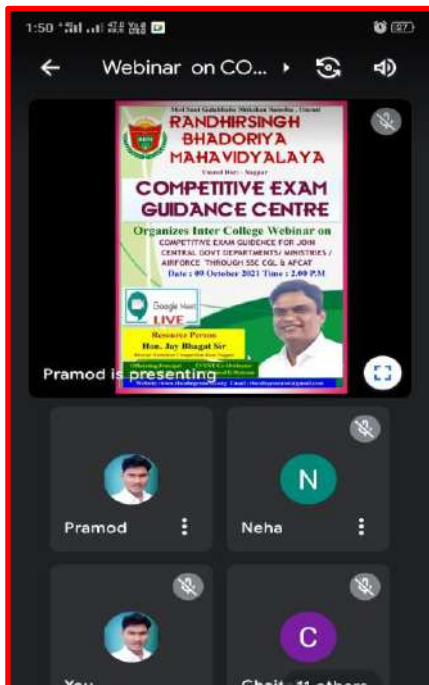 1:50
27
Webinar on CO...
RANDHIRSINGH
BHADORIYA
MAHAVIDYALAYA
COMPETITIVE EXAM
GUIDANCE CENTRE
Organizes Inter College Webinar on
COMPETITIVE EXAM GUIDENCE FOR JOIN
CENTRAL GOVT DEPARTMENTS/ MINISTRIES /
AIRFORCE THROUGH SSC CGL & AFCAT
Date : 09 October 2021 Time : 2.00 P.M
Google Meet
LIVE
Resource Person
Hon. Jay Bhagat Sir
Pramod is presenting
Pramod
N
Neha
You
C
11 others